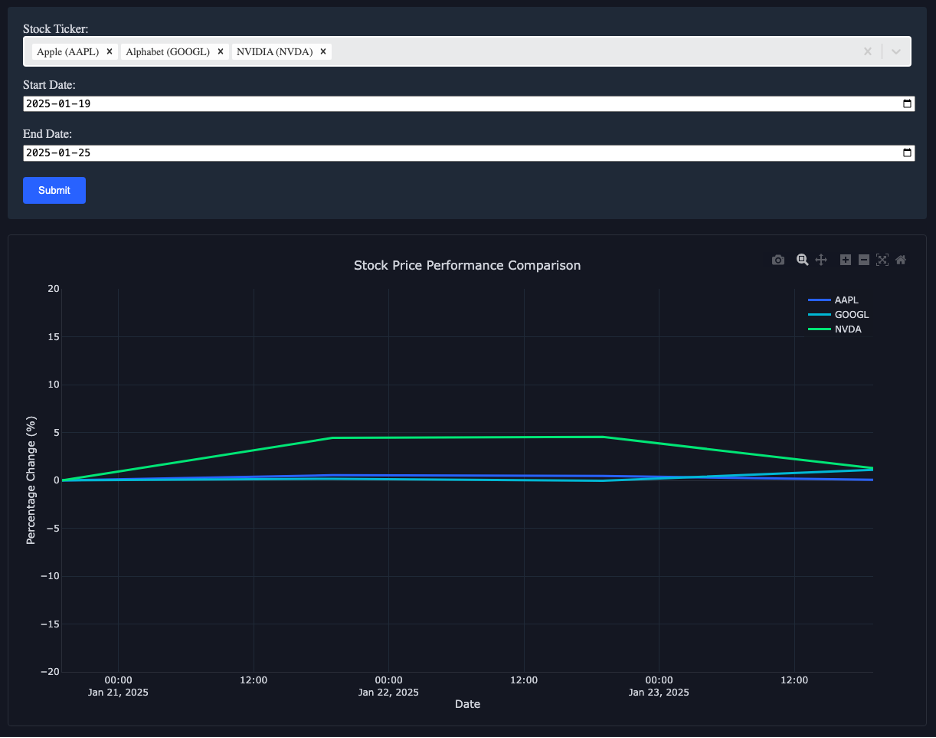 Stock Ticker:
Apple (AAPL) × Alphabet (GOOGL) × NVIDIA (NVDA) ×
Start Date:
2025-01-19
End Date:
2025-01-25
Submit
Stock Price Performance Comparison
AAPL
GOOGL
NVDA
Percentage Change (%)
20
15
10
5
0
−5
−10
−15
−20
00:00 12:00 00:00 12:00 00:00 12:00
Jan 21, 2025 Jan 22, 2025 Jan 23, 2025
Date